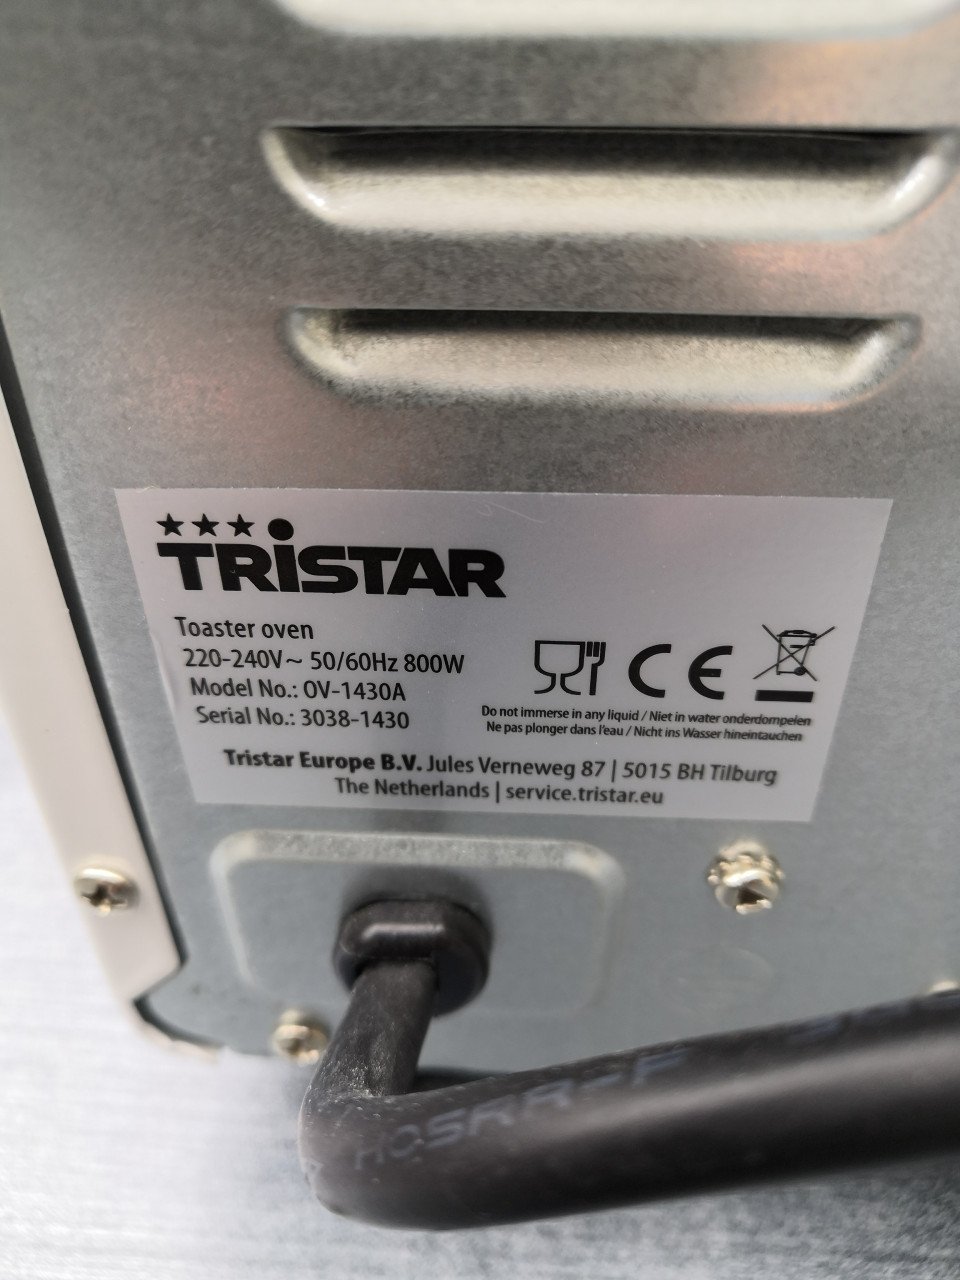 TRiSTAR
Toaster oven
220-240V~ 50/60Hz 800W
Model No.: OV-1430A
Serial No.: 3038-1430
CE
Do not immerse in any liquid / Niet in water onderdompelen
Ne pas plonger dans l'eau / Nicht ins Wasser hineintauchen
Tristar Europe B.V. Jules Verneweg 87 | 5015 BH Tilburg
The Netherlands | service.tristar.eu